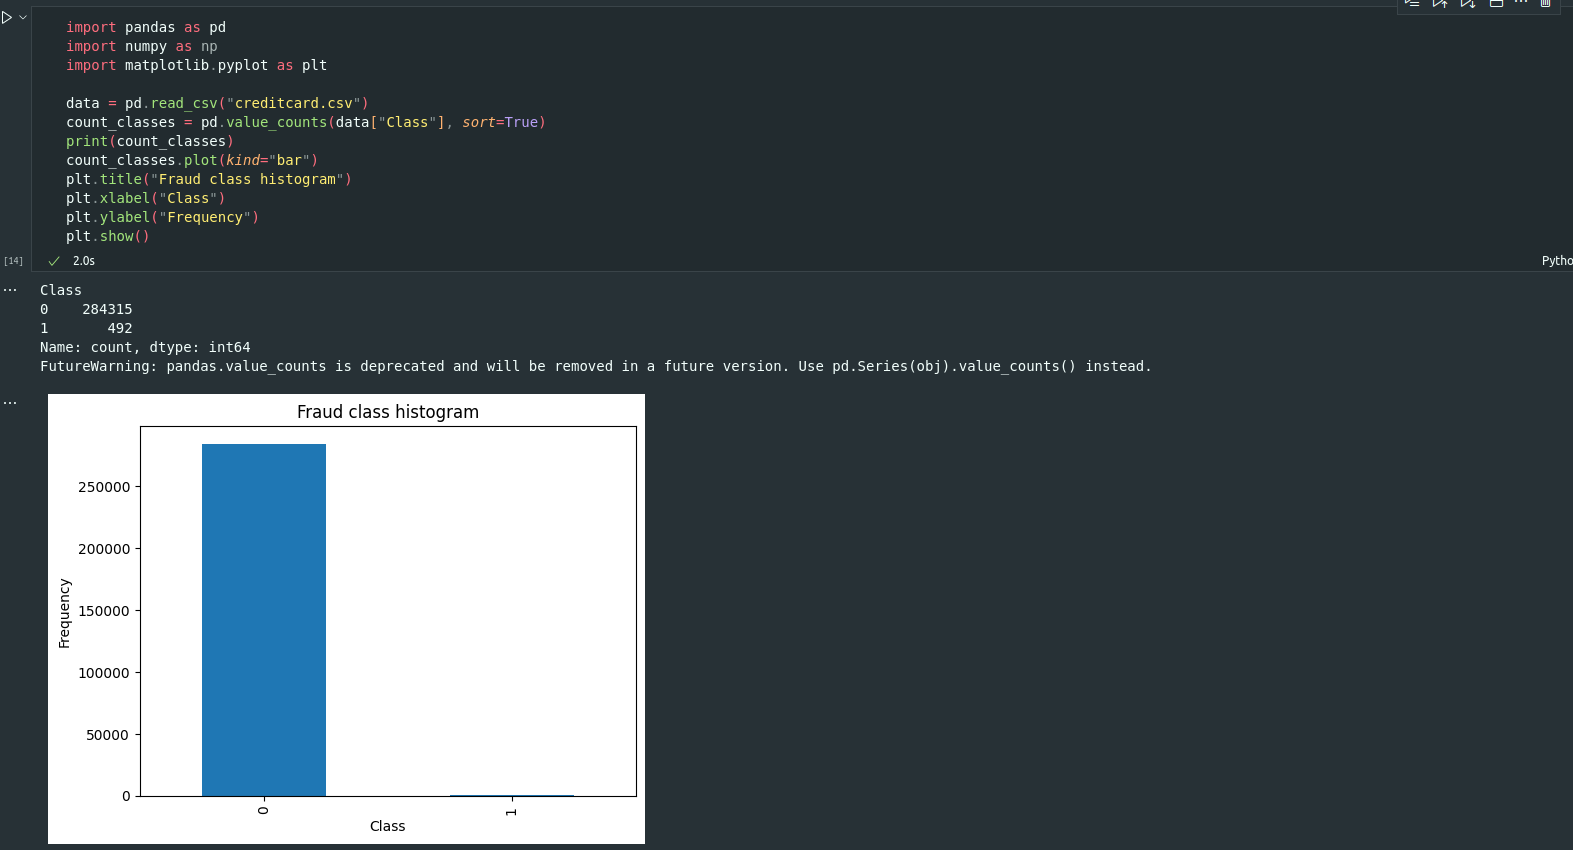 import pandas as pd
import numpy as np
import matplotlib.pyplot as plt
data = pd.read_csv("creditcard.csv")
count_classes = pd.value_counts(data["Class"], sort=True)
print(count_classes)
count_classes.plot(kind="bar")
plt.title("Fraud class histogram")
plt.xlabel("Class")
plt.ylabel("Frequency")
plt.show()
[14]
2.0s
Pytho
Class
0    284315
1       492
Name: count, dtype: int64
FutureWarning: pandas.value_counts is deprecated and will be removed in a future version. Use pd.Series(obj).value_counts() instead.
Fraud class histogram
250000
200000
150000
100000
50000
0
Frequency
0
1
Class